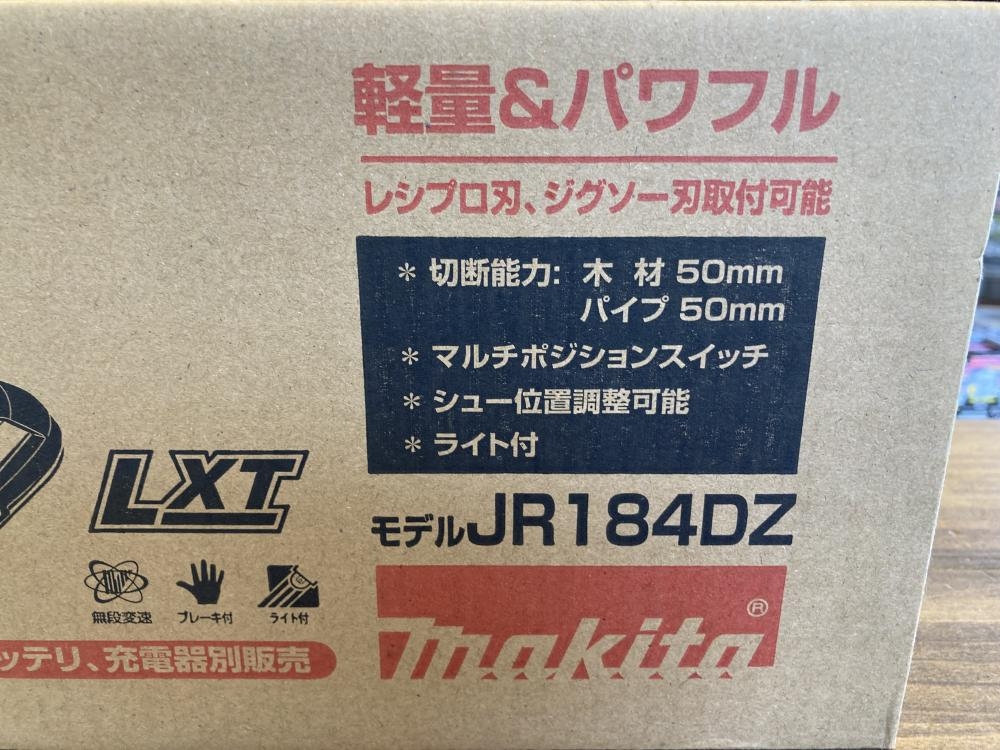 軽量&パワフル
レシプロ刃、ジグソー刃取付可能
* 切断能力: 木 材 50mm
パイプ 50mm
* マルチポジションスイッチ
* シュー位置調整可能
* ライト付
LXT
モデルJR184DZ
無段変速
ブレーキ付
ライト付
makita®
ッテリ、充電器別販売